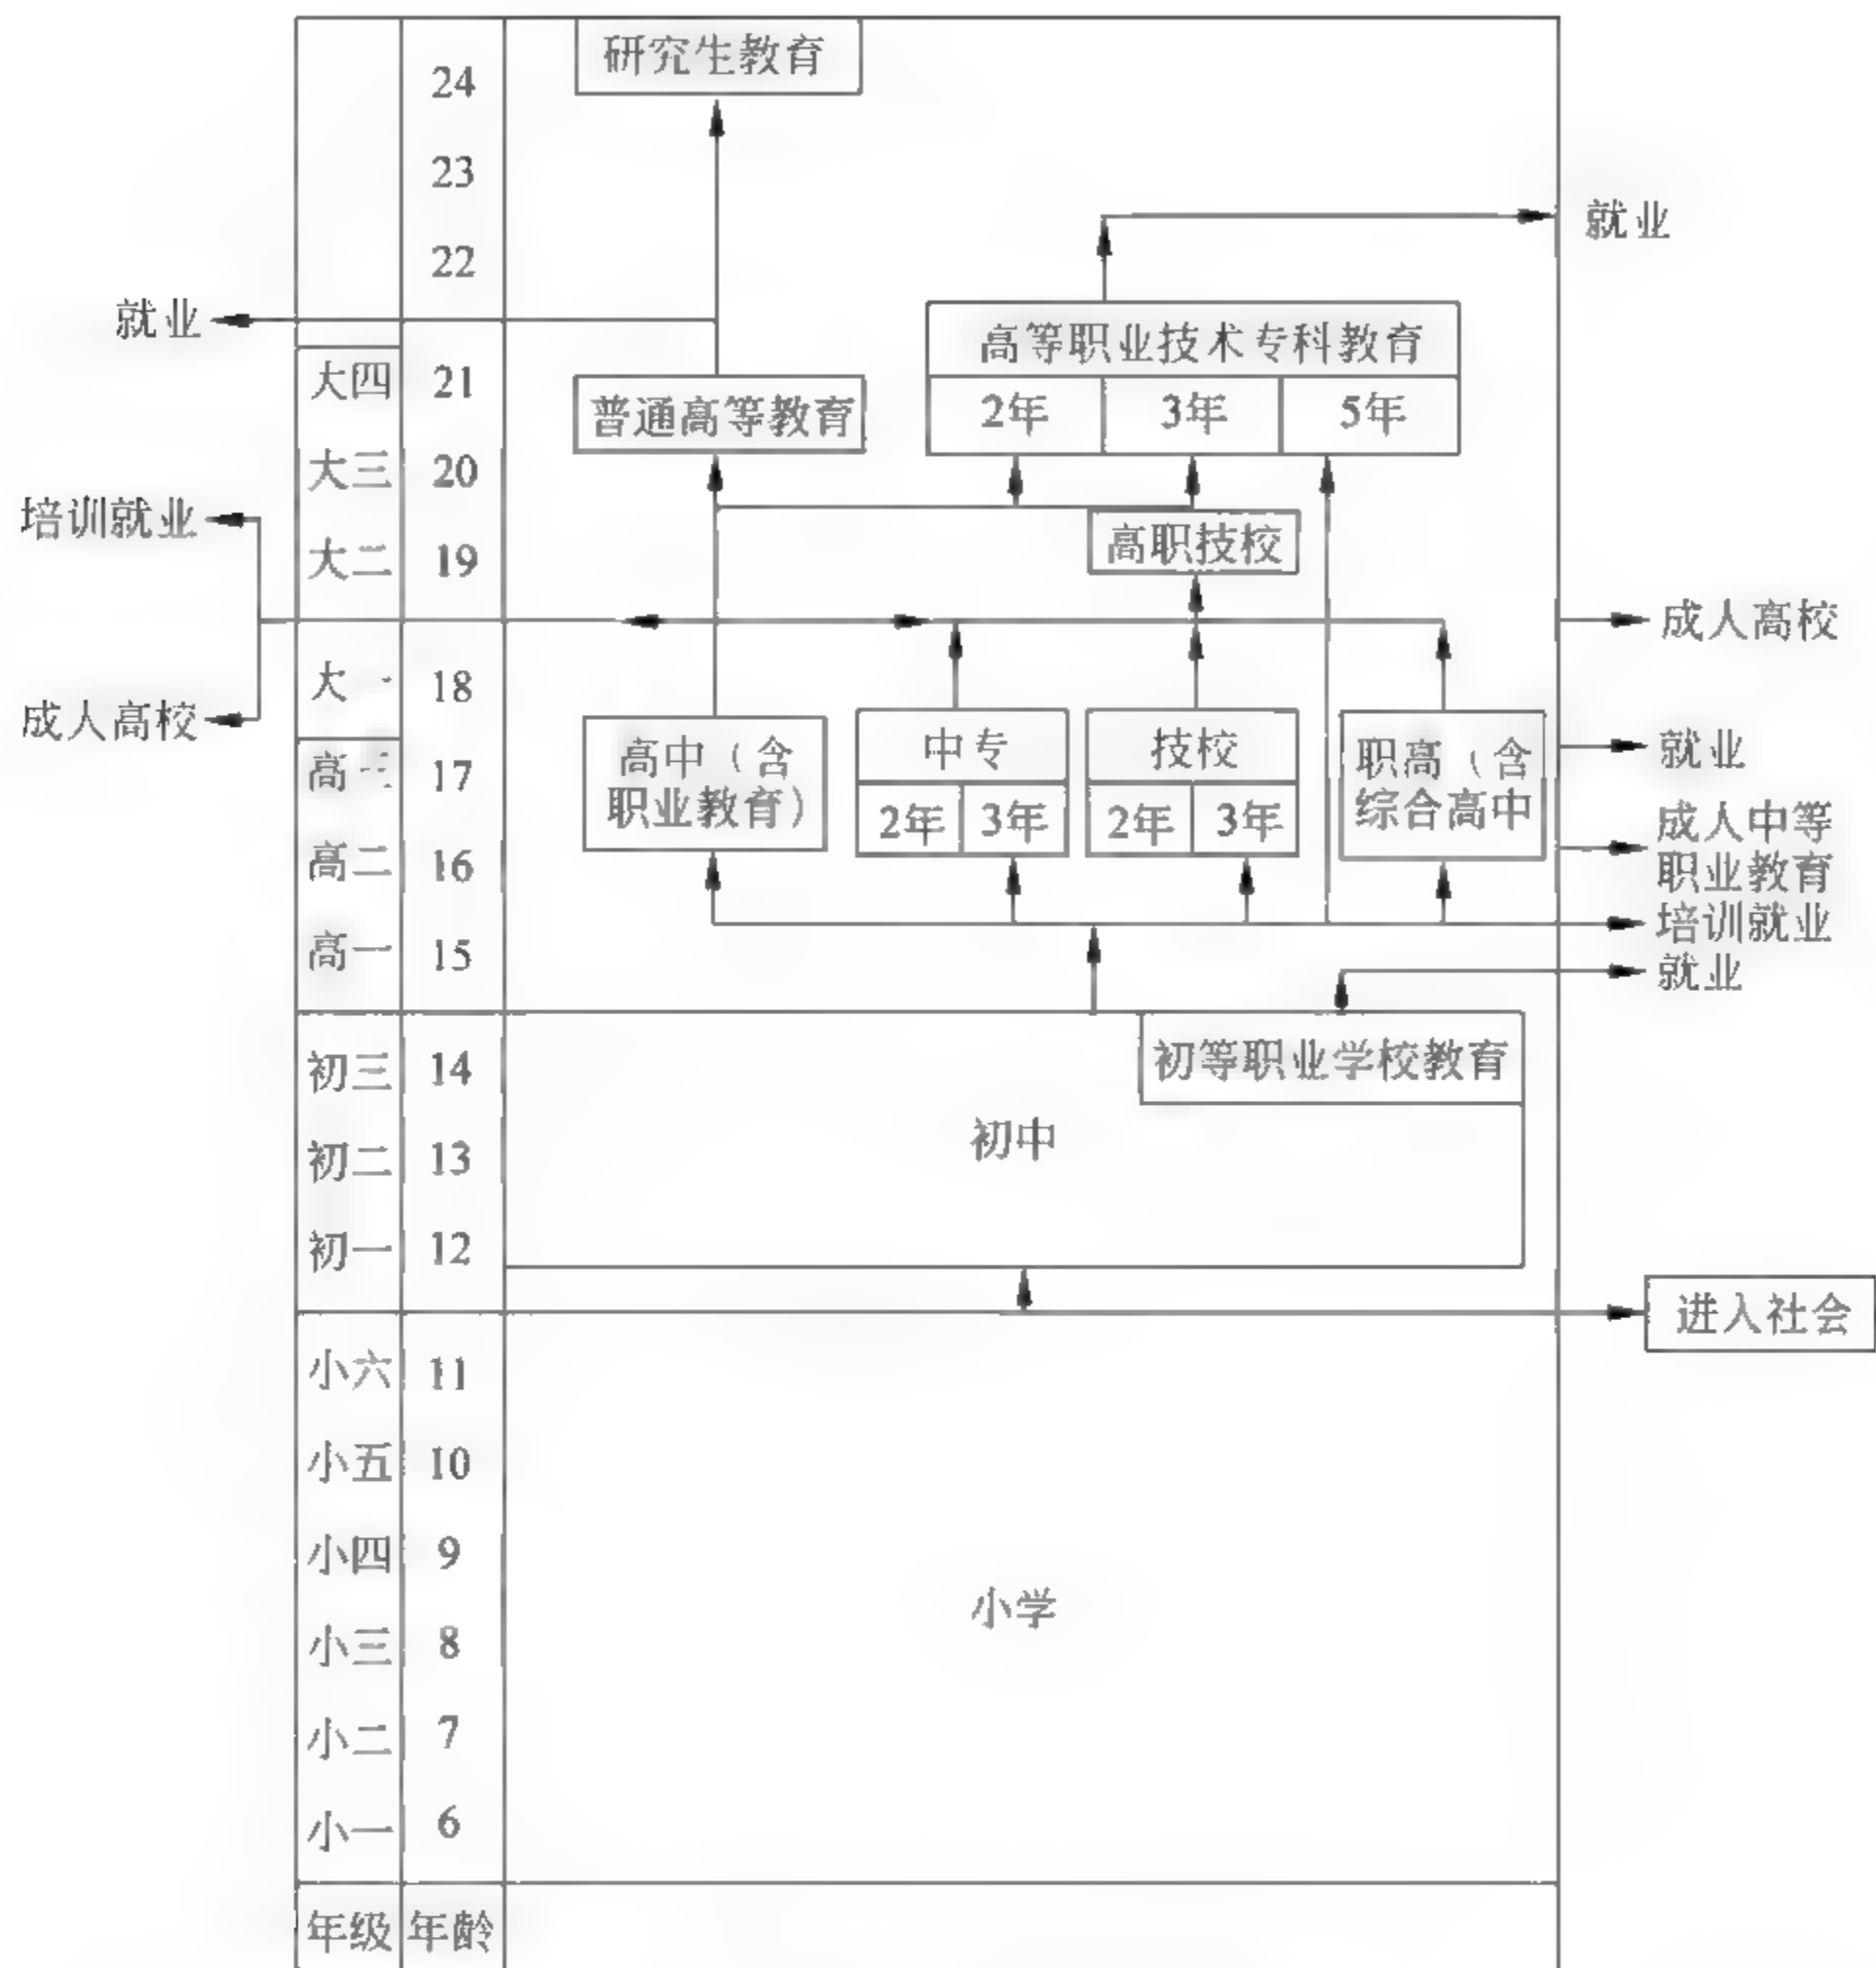 研究生教育
24
23
22
就业
就业
高等职业技术专科教育
大四 21
普通高等教育
2年 3年 5年
大三 20
培训就业
高职技校
大二 19
成人高校
大一 18
成人高校
高中（含
职业教育）
中专
2年 3年
技校
2年 3年
职高（含
综合高中
就业
高三 17
成人中等
职业教育
高二 16
培训就业
高一 15
就业
初等职业学校教育
初三 14
初中
初二 13
初一 12
进入社会
小六 11
小五 10
小四 9
小学
小三 8
小二 7
小一 6
年级 年龄